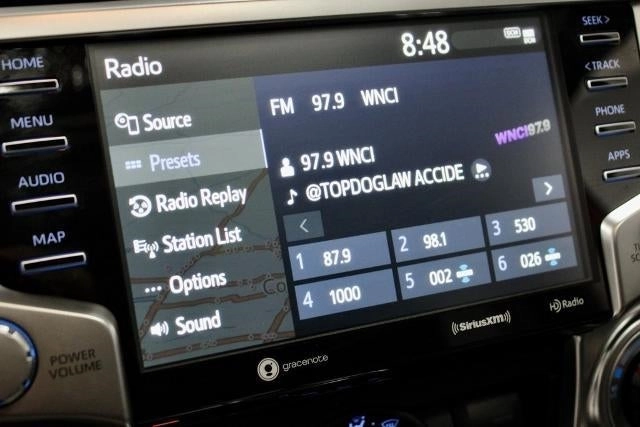 HOME
MENU
AUDIO
MAP
POWER
VOLUME
Radio
8:48
DCM
Source
Presets
Radio Replay
Station List
Options
Sound
FM 97.9 WNCI
WNCI97.9
97.9 WNCI
@TOPDOGLAW ACCIDE
1 87.9
2 98.1
3 530
4 1000
5 002
6 026
gracenote
((SiriusXM))
HD Radio
SEEK >
< TRACK
PHONE
APPS